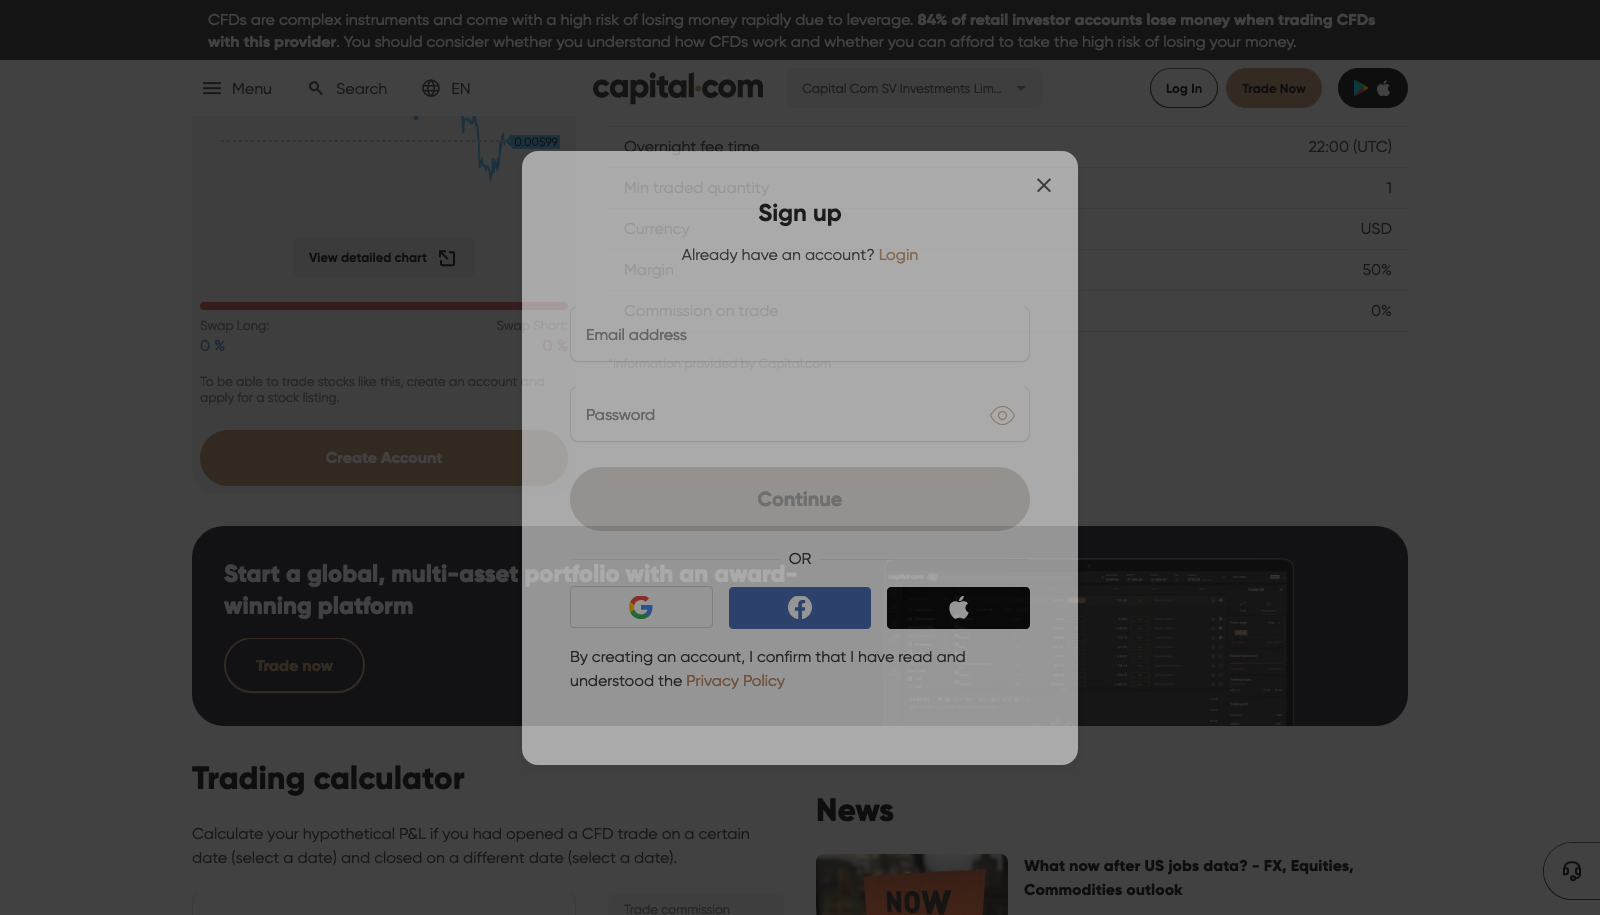 CFDs are complex instruments and come with a high risk of losing money rapidly due to leverage. 84% of retail investor accounts lose money when trading CFDs
with this provider. You should consider whether you understand how CFDs work and whether you can afford to take the high risk of losing your money.
Menu
Search
EN
capital.com
Capital Com SV Investments Lim...
Log In
Trade Now
0.00599
View detailed chart
Swap Long:
0 %
Swap Short:
0 %
To be able to trade stocks like this, create an account and
apply for a stock listing.
Create Account
Overnight fee time 22:00 (UTC)
Min traded quantity 1
Currency USD
Margin 50%
Commission on trade 0%
*Information provided by Capital.com
Sign up
Already have an account? Login
Email address
Password
Continue
OR
By creating an account, I confirm that I have read and
understood the Privacy Policy
Start a global, multi-asset portfolio with an award-
winning platform
Trade now
Trading calculator
Calculate your hypothetical P&L if you had opened a CFD trade on a certain
date (select a date) and closed on a different date (select a date).
Trade commission
News
NOW
What now after US jobs data? - FX, Equities,
Commodities outlook